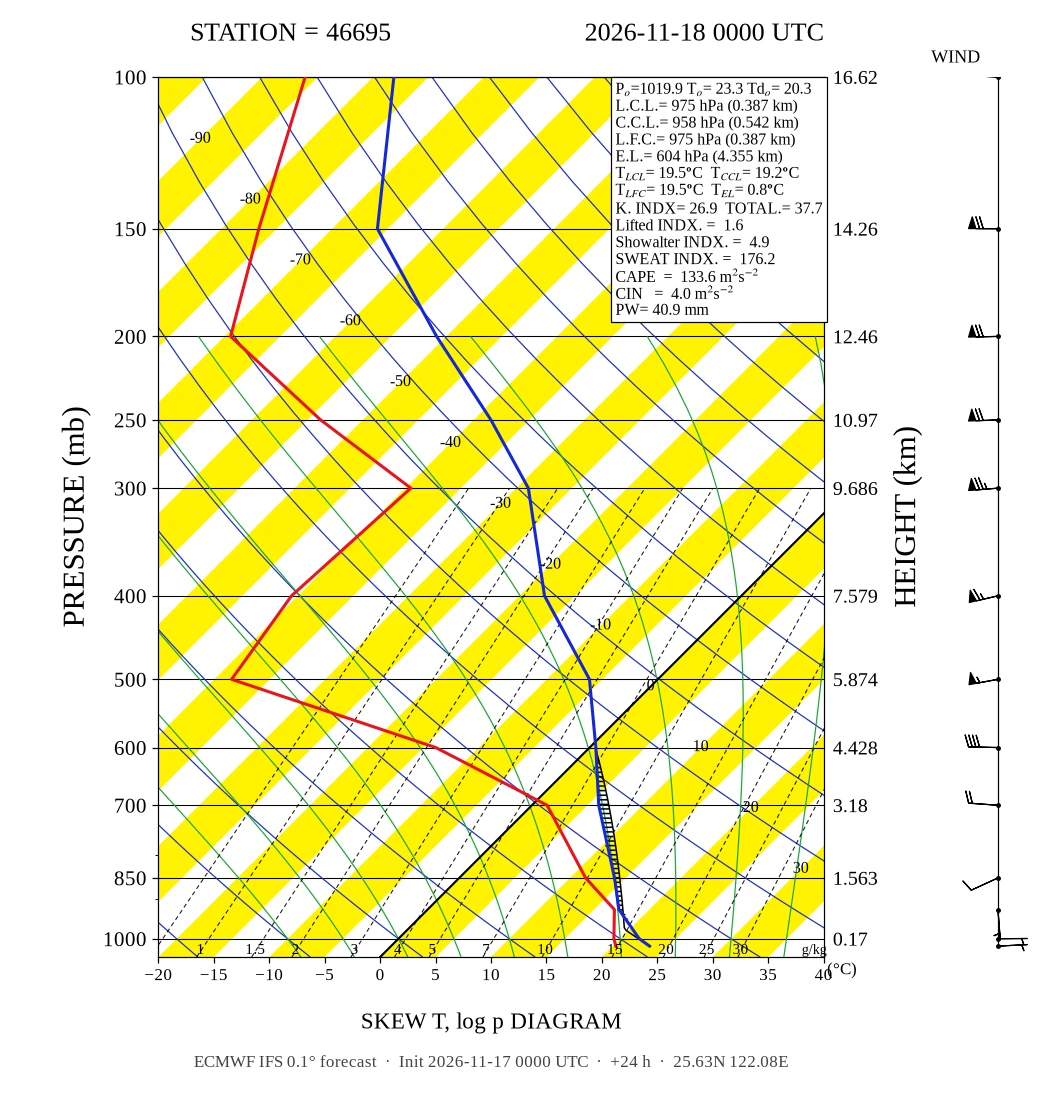 STATION = 46695
2026-11-18 0000 UTC
WIND
P𝑜=1019.9 T𝑜= 23.3 Td𝑜= 20.3
L.C.L.= 975 hPa (0.387 km)
C.C.L.= 958 hPa (0.542 km)
L.F.C.= 975 hPa (0.387 km)
E.L.= 604 hPa (4.355 km)
T𝐿𝐶𝐿= 19.5°C T𝐶𝐶𝐿= 19.2°C
T𝐿𝐹𝐶= 19.5°C T𝐸𝐿= 0.8°C
K. INDX= 26.9 TOTAL.= 37.7
Lifted INDX. = 1.6
Showalter INDX. = 4.9
SWEAT INDX. = 176.2
CAPE = 133.6 m²s⁻²
CIN = 4.0 m²s⁻²
PW= 40.9 mm
100 16.62
-90
-80
150 14.26
-70
-60
200 12.46
-50
250 10.97
-40
300 9.686
-30
-20
400 7.579
-10
500 5.874
0
600 4.428
10
700 3.18
20
850 1.563
30
1000 0.17
PRESSURE (mb)
HEIGHT (km)
1 1.5 2 3 4 5 7 10 15 20 25 30 g/kg
−20 −15 −10 −5 0 5 10 15 20 25 30 35 40 (°C)
SKEW T, log p DIAGRAM
ECMWF IFS 0.1° forecast · Init 2026-11-17 0000 UTC · +24 h · 25.63N 122.08E